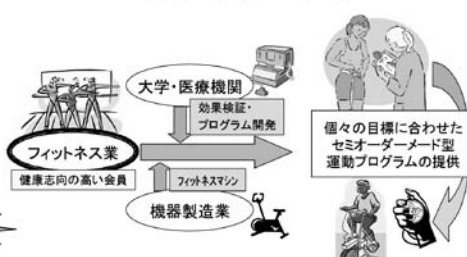 大学・医療機関
効果検証・
プログラム開発
フィットネス業
健康志向の高い会員
フィットネスマシン
機器製造業
個々の目標に合わせた
セミオーダーメード型
運動プログラムの提供